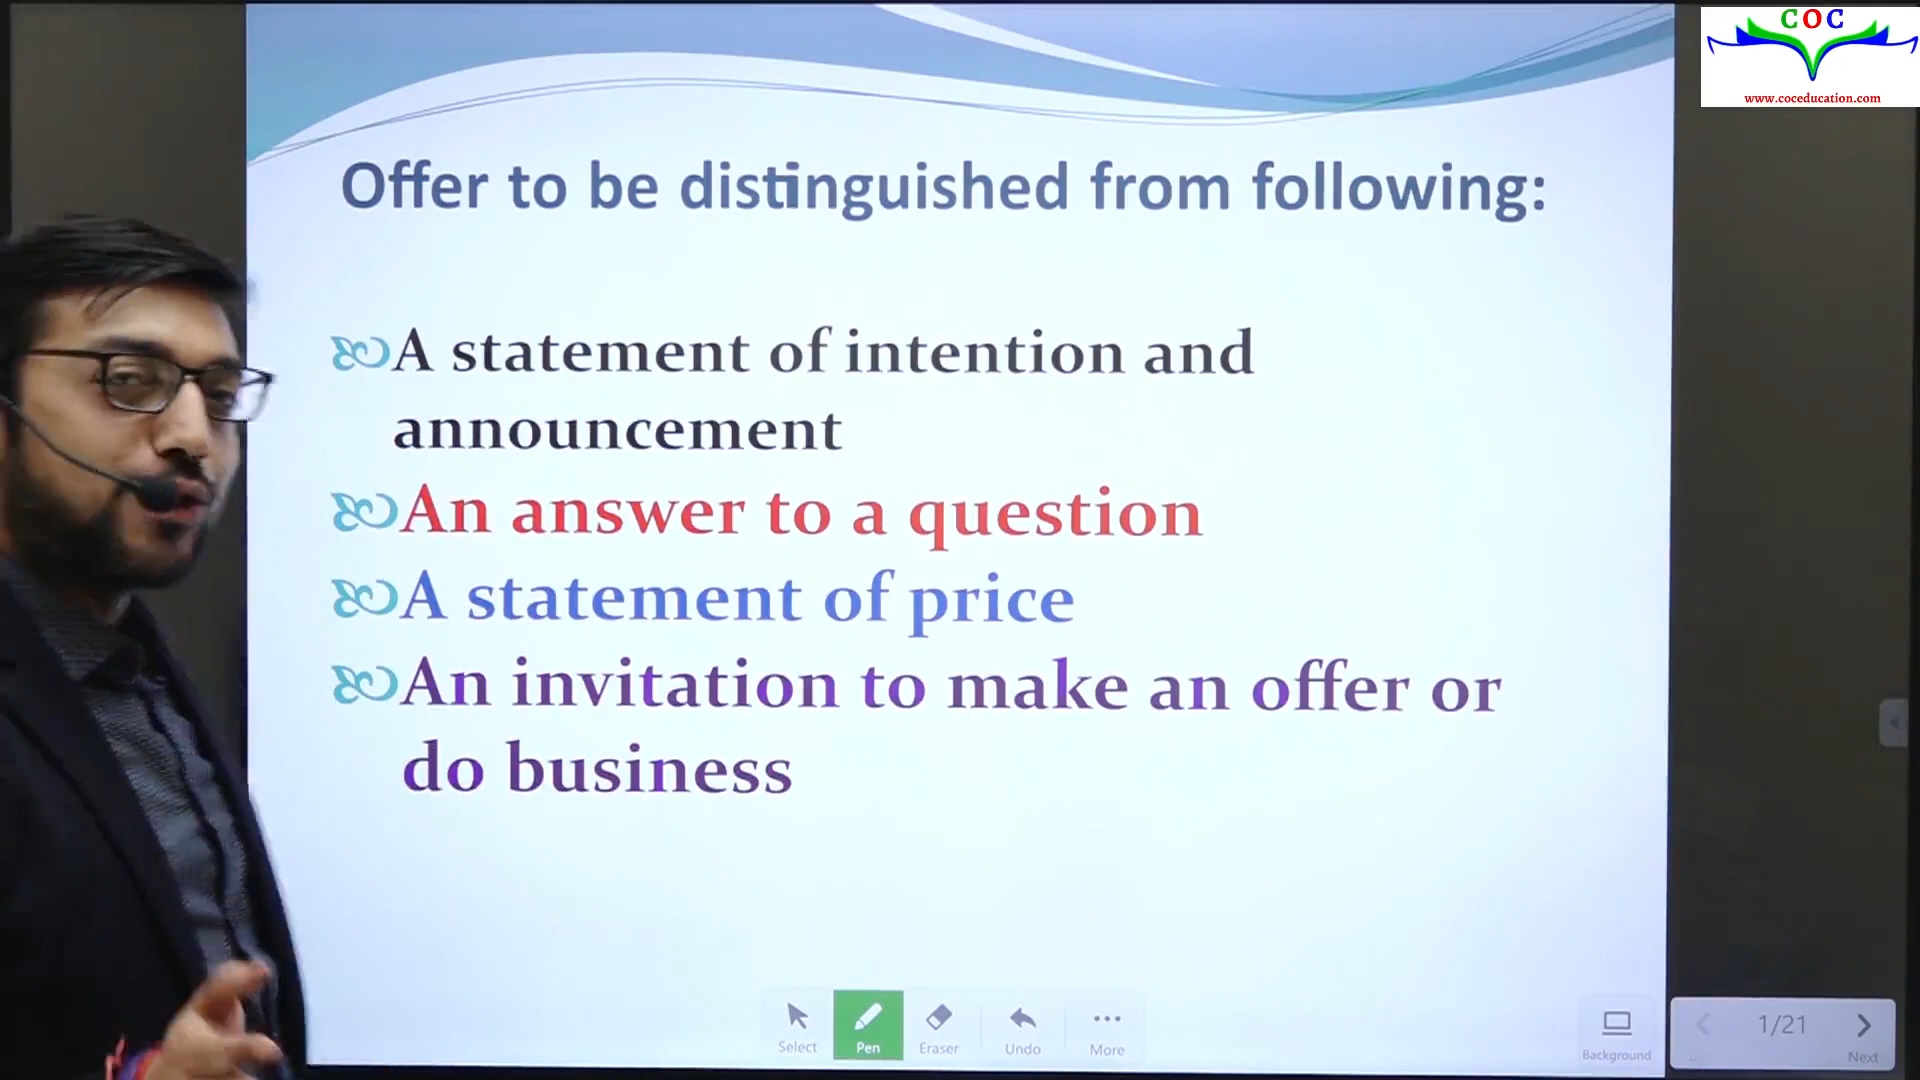 COC
www.coceducation.com
Offer to be distinguished from following:
A statement of intention and
announcement
An answer to a question
A statement of price
An invitation to make an offer or
do business
Select
Pen
Eraser
Undo
More
Background
1/21
Next